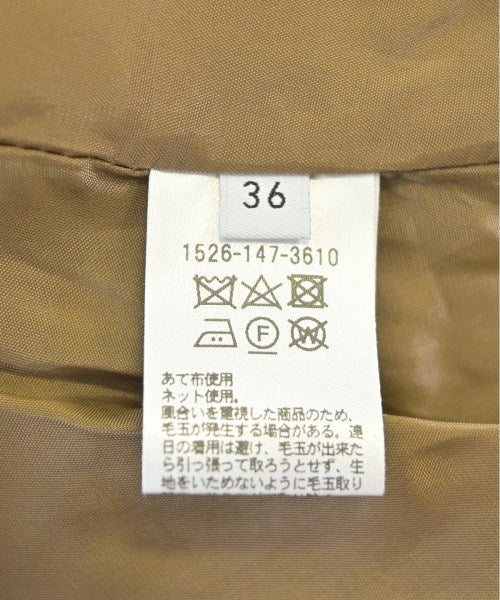 36
1526-147-3610
F W
あて布使用
ネット使用。
風合いを重視した商品のため、
毛玉が発生する場合がある。連
日の着用は避け、毛玉が出来た
ら引っ張って取ろうとせず、生
地をいためないように毛玉取り